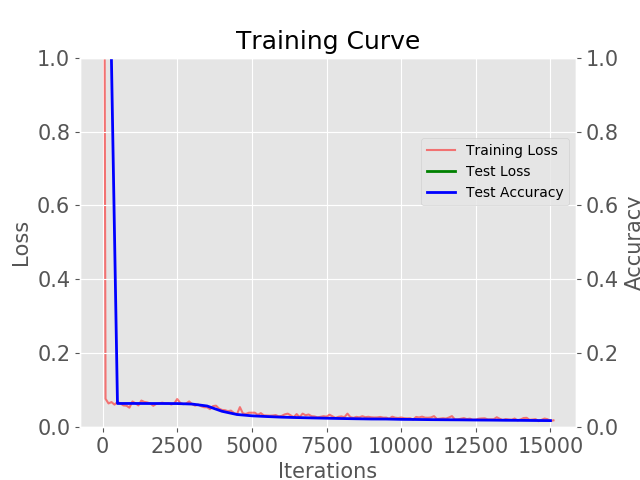 Training Curve
1.0
0.8
0.6
0.4
0.2
0.0
Loss
1.0
0.8
0.6
0.4
0.2
0.0
Accuracy
Training Loss
Test Loss
Test Accuracy
0 2500 5000 7500 10000 12500 15000
Iterations